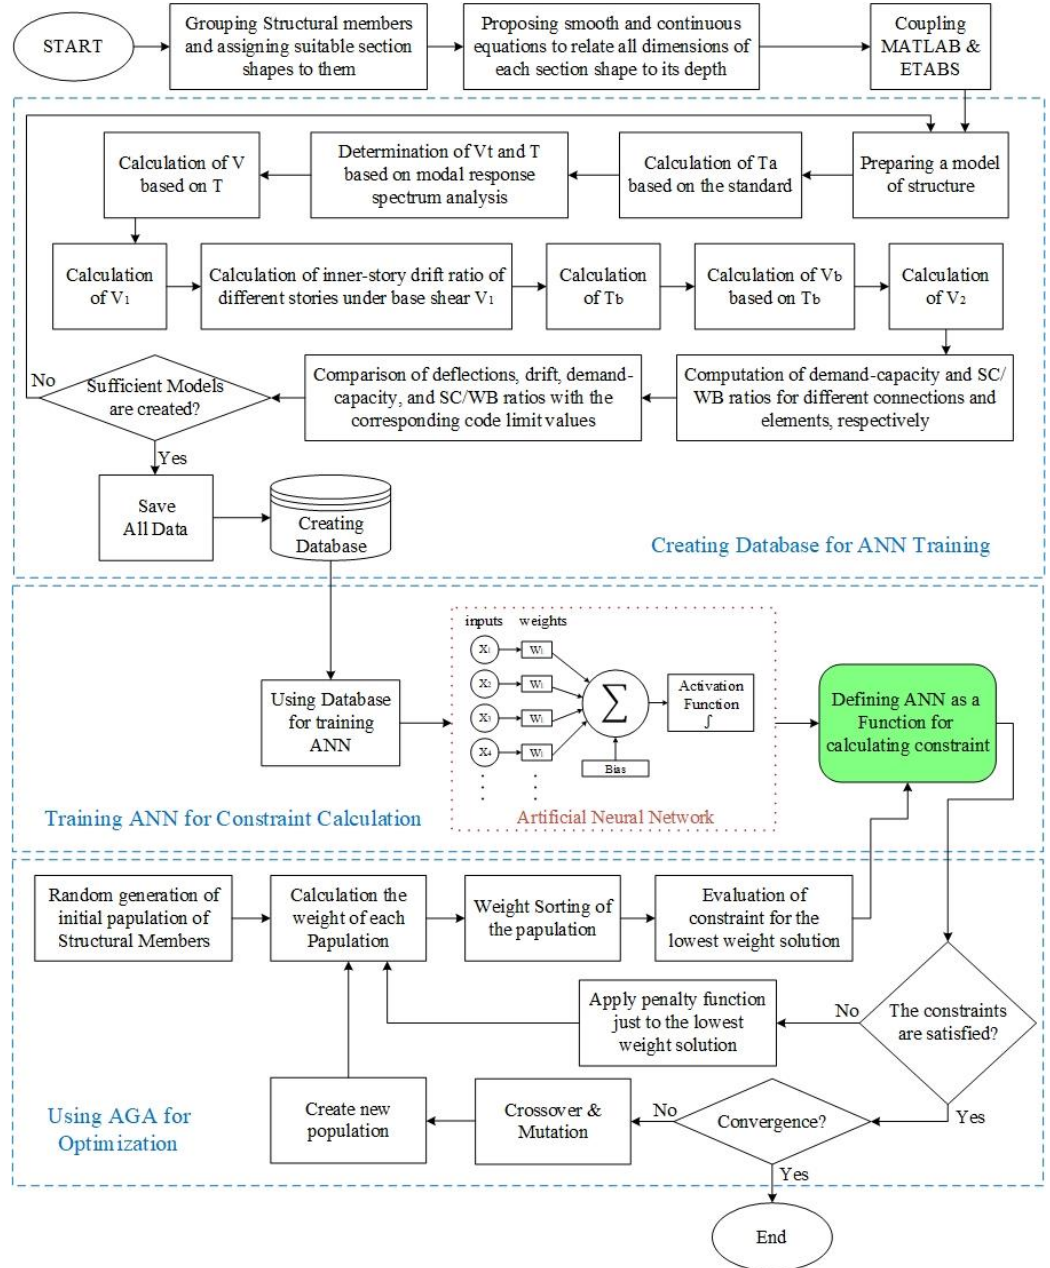 START
Grouping Structural members
and assigning suitable section
shapes to them
Proposing smooth and continuous
equations to relate all dimensions of
each section shape to its depth
Coupling
MATLAB &
ETABS
Calculation of V
based on T
Determination of Vt and T
based on modal response
spectrum analysis
Calculation of Ta
based on the standard
Preparing a model
of structure
Calculation
of V1
Calculation of inner-story drift ratio of
different stories under base shear V1
Calculation
of Tb
Calculation of Vb
based on Tb
Calculation
of V2
No
Sufficient Models
are created?
Comparison of deflections, drift, demand-
capacity, and SC/WB ratios with the
corresponding code limit values
Computation of demand-capacity and SC/
WB ratios for different connections and
elements, respectively
Yes
Save
All Data
Creating
Database
Creating Database for ANN Training
Using Database
for training
ANN
inputs weights
X1 W1
X2 W1
X3 W1
X4 W1
Σ
Bias
Activation
Function
∫
Artificial Neural Network
Defining ANN as a
Function for
calculating constraint
Training ANN for Constraint Calculation
Random generation of
initial papulation of
Structural Members
Calculation the
weight of each
Papulation
Weight Sorting of
the papulation
Evaluation of
constraint for the
lowest weight solution
Apply penalty function
just to the lowest
weight solution
No
The constraints
are satisfied?
Yes
Using AGA for
Optimization
Create new
population
Crossover &
Mutation
No
Convergence?
Yes
End